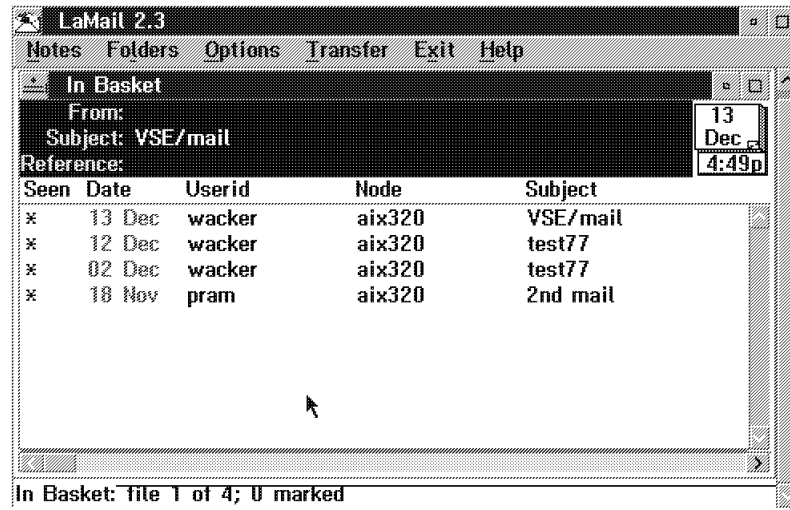 LaMail 2.3
Notes Folders Options Transfer Exit Help
In Basket
From:
Subject: VSE/mail
Reference:
13
Dec
4:49p
Seen Date Userid Node Subject
x 13 Dec wacker aix320 VSE/mail
x 12 Dec wacker aix320 test77
x 02 Dec wacker aix320 test77
x 18 Nov pram aix320 2nd mail
In Basket: file 1 of 4; 0 marked